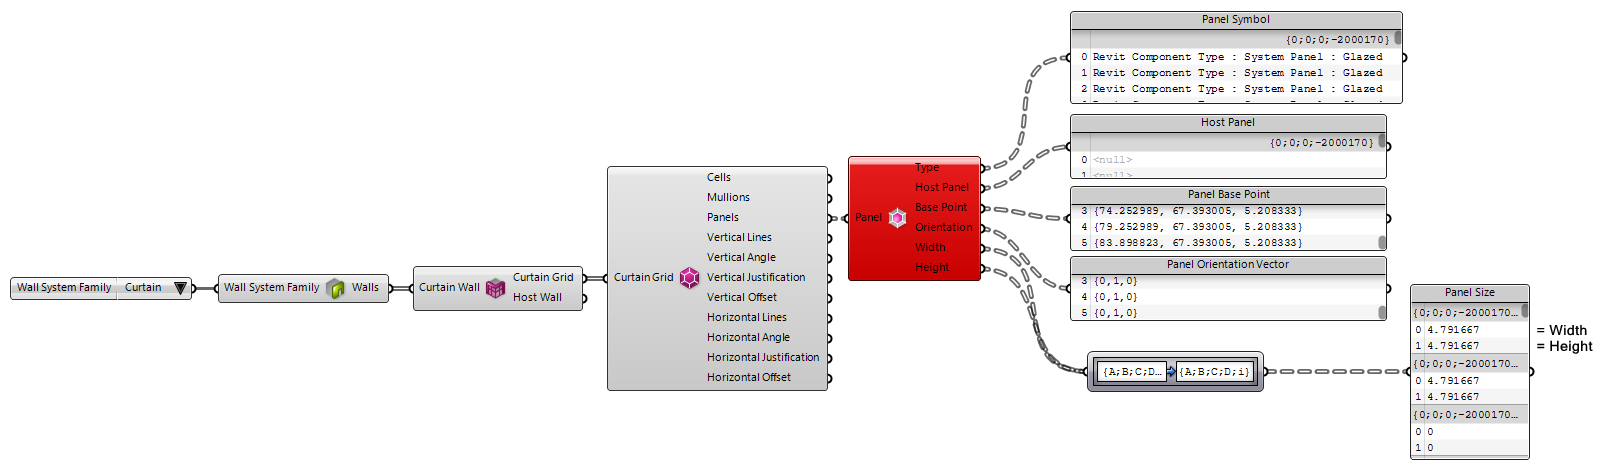 Wall System Family Curtain
Wall System Family Walls
Curtain Wall
Curtain Grid
Host Wall
Curtain Grid
Cells
Mullions
Panels
Vertical Lines
Vertical Angle
Vertical Justification
Vertical Offset
Horizontal Lines
Horizontal Angle
Horizontal Justification
Horizontal Offset
Panel
Type
Host Panel
Base Point
Orientation
Width
Height
Panel Symbol
{0;0;0;-2000170}
0 Revit Component Type : System Panel : Glazed
1 Revit Component Type : System Panel : Glazed
2 Revit Component Type : System Panel : Glazed
Host Panel
{0;0;0;-2000170}
0 <null>
1 <null>
Panel Base Point
3 {74.252989, 67.393005, 5.208333}
4 {79.252989, 67.393005, 5.208333}
5 {83.898823, 67.393005, 5.208333}
Panel Orientation Vector
3 {0,1,0}
4 {0,1,0}
5 {0,1,0}
{A;B;C;D... {A;B;C;D;i}
Panel Size
{0;0;0;-2000170...
0 4.791667 = Width
1 4.791667 = Height
{0;0;0;-2000170...
0 4.791667
1 4.791667
{0;0;0;-2000170...
0 0
1 0